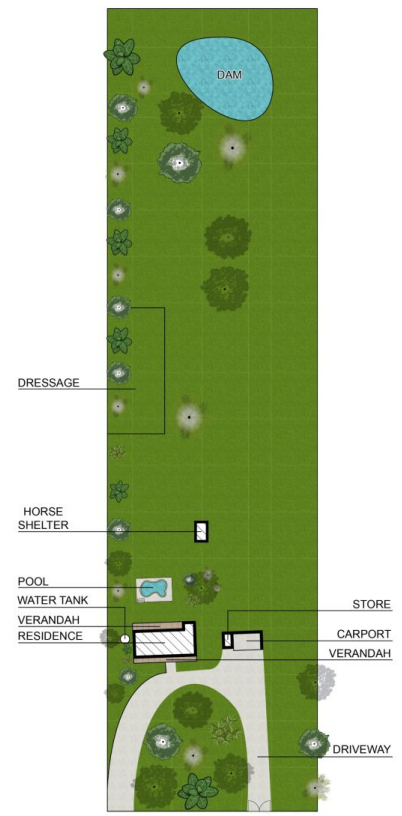 DAM
DRESSAGE
HORSE
SHELTER
POOL
WATER TANK
VERANDAH
RESIDENCE
STORE
CARPORT
VERANDAH
DRIVEWAY